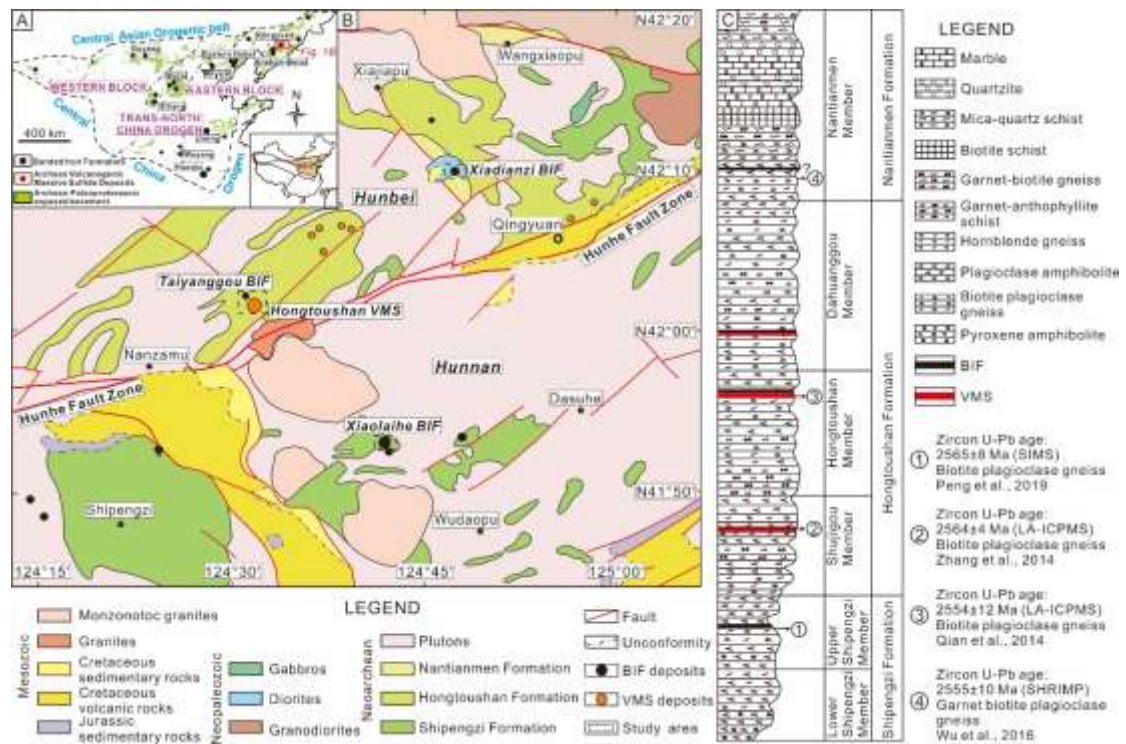 A
Central Asian Orogenic belt
WESTERN BLOCK
EASTERN BLOCK
TRANS-NORTH
CHINA OROGEN
Central
China
Orogen
N
400 km
Banded Iron Formation
Archean Volcanogenic
Massive Sulfide Deposits
Archean-Paleoproterozoic
exposed basement
B
N42°20'
Wangxiaopu
Xiajiapu
Xiadianzi BIF
N42°10'
Hunbei
Qingyuan
Hunhe Fault Zone
Taiyanggou BIF
Hongtoushan VMS
N42°00'
Nanzamu
Hunnan
Hunhe Fault Zone
Dasuhe
Xiaolaihe BIF
N41°50'
Shipengzi
Wudaopu
124°15'
124°30'
124°45'
125°00'
LEGEND
Mesozoic
Monzonotoc granites
Granites
Cretaceous
sedimentary rocks
Cretaceous
volcanic rocks
Jurassic
sedimentary rocks
Neopaleozoic
Gabbros
Diorites
Granodiorites
Neoarchaean
Plutons
Nantianmen Formation
Hongtoushan Formation
Shipengzi Formation
Fault
Unconformity
BIF deposits
VMS deposits
Study area
C
Nantianmen
Member
Nantianmen Formation
?
④
Dahuanggou
Member
Hongtoushan
Member
③
Hongtoushan Formation
Shujigou
Member
②
Upper
Shipengzi
Member
①
Lower
Shipengzi
Member
Shipengzi Formation
LEGEND
Marble
Quartzite
Mica-quartz schist
Biotite schist
Garnet-biotite gneiss
Garnet-anthophyllite
schist
Hornblende gneiss
Plagioclase amphibolite
Biotite plagioclase
gneiss
Pyroxene amphibolite
BIF
VMS
①
Zircon U-Pb age:
2565±8 Ma (SIMS)
Biotite plagioclase gneiss
Peng et al., 2019
②
Zircon U-Pb age:
2564±4 Ma (LA-ICPMS)
Biotite plagioclase gneiss
Zhang et al., 2014
③
Zircon U-Pb age:
2554±12 Ma (LA-ICPMS)
Biotite plagioclase gneiss
Qian et al., 2014
④
Zircon U-Pb age:
2555±10 Ma (SHRIMP)
Garnet biotite plagioclase
gneiss
Wu et al., 2016